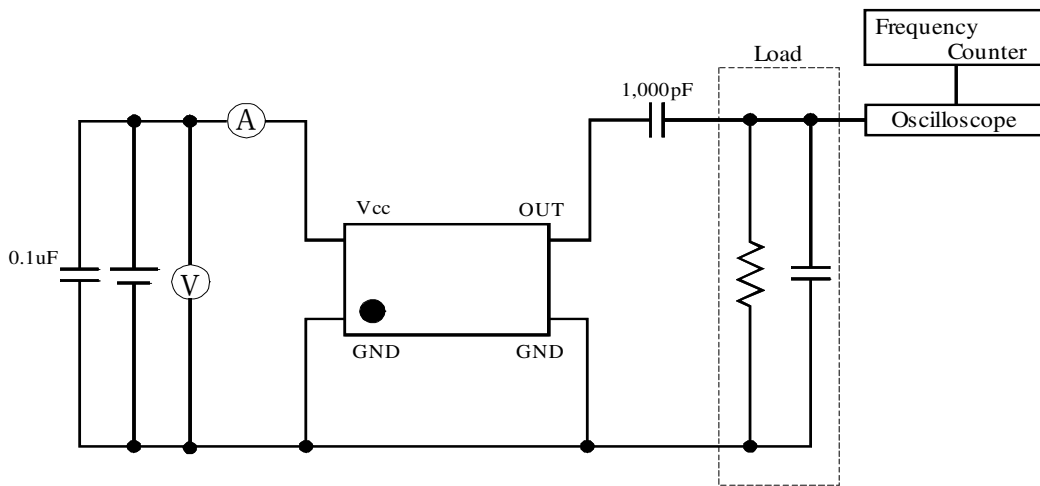 Frequency
Counter
Load
1,000pF
Oscilloscope
A
Vcc
OUT
0.1uF
V
GND
GND